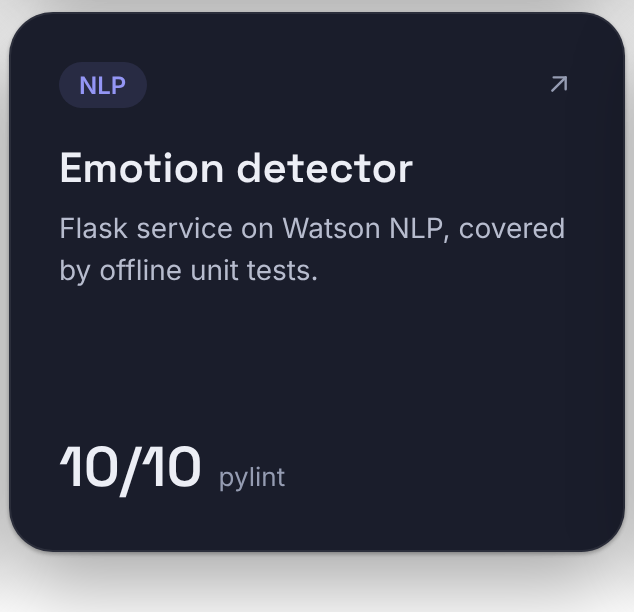 NLP
Emotion detector
Flask service on Watson NLP, covered
by offline unit tests.
10/10 pylint